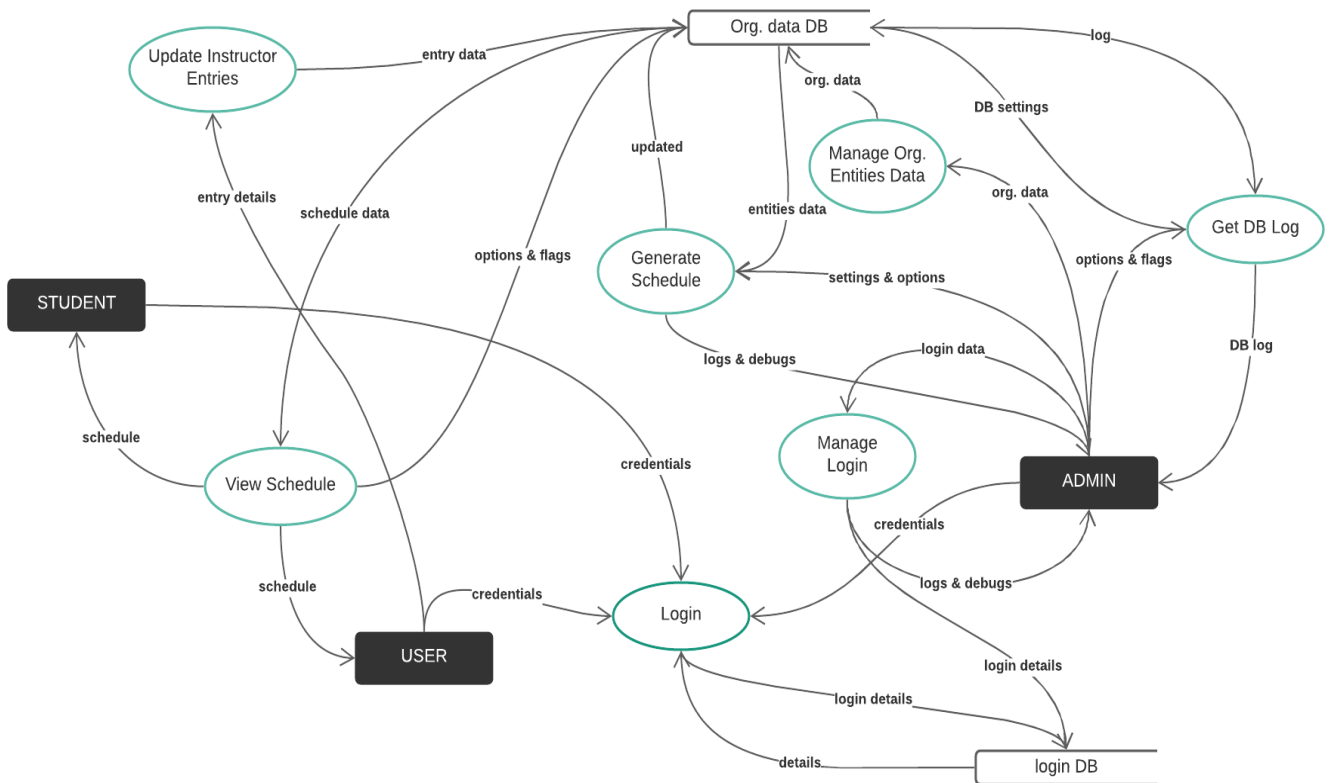 Org. data DB
log
Update Instructor
Entries
entry data
org. data
DB settings
updated
Manage Org.
Entities Data
entry details
org. data
schedule data
entities data
Get DB Log
options & flags
Generate
Schedule
options & flags
settings & options
STUDENT
DB log
logs & debugs
login data
schedule
Manage
Login
credentials
View Schedule
ADMIN
credentials
schedule
credentials
logs & debugs
Login
USER
login details
login details
details
login DB